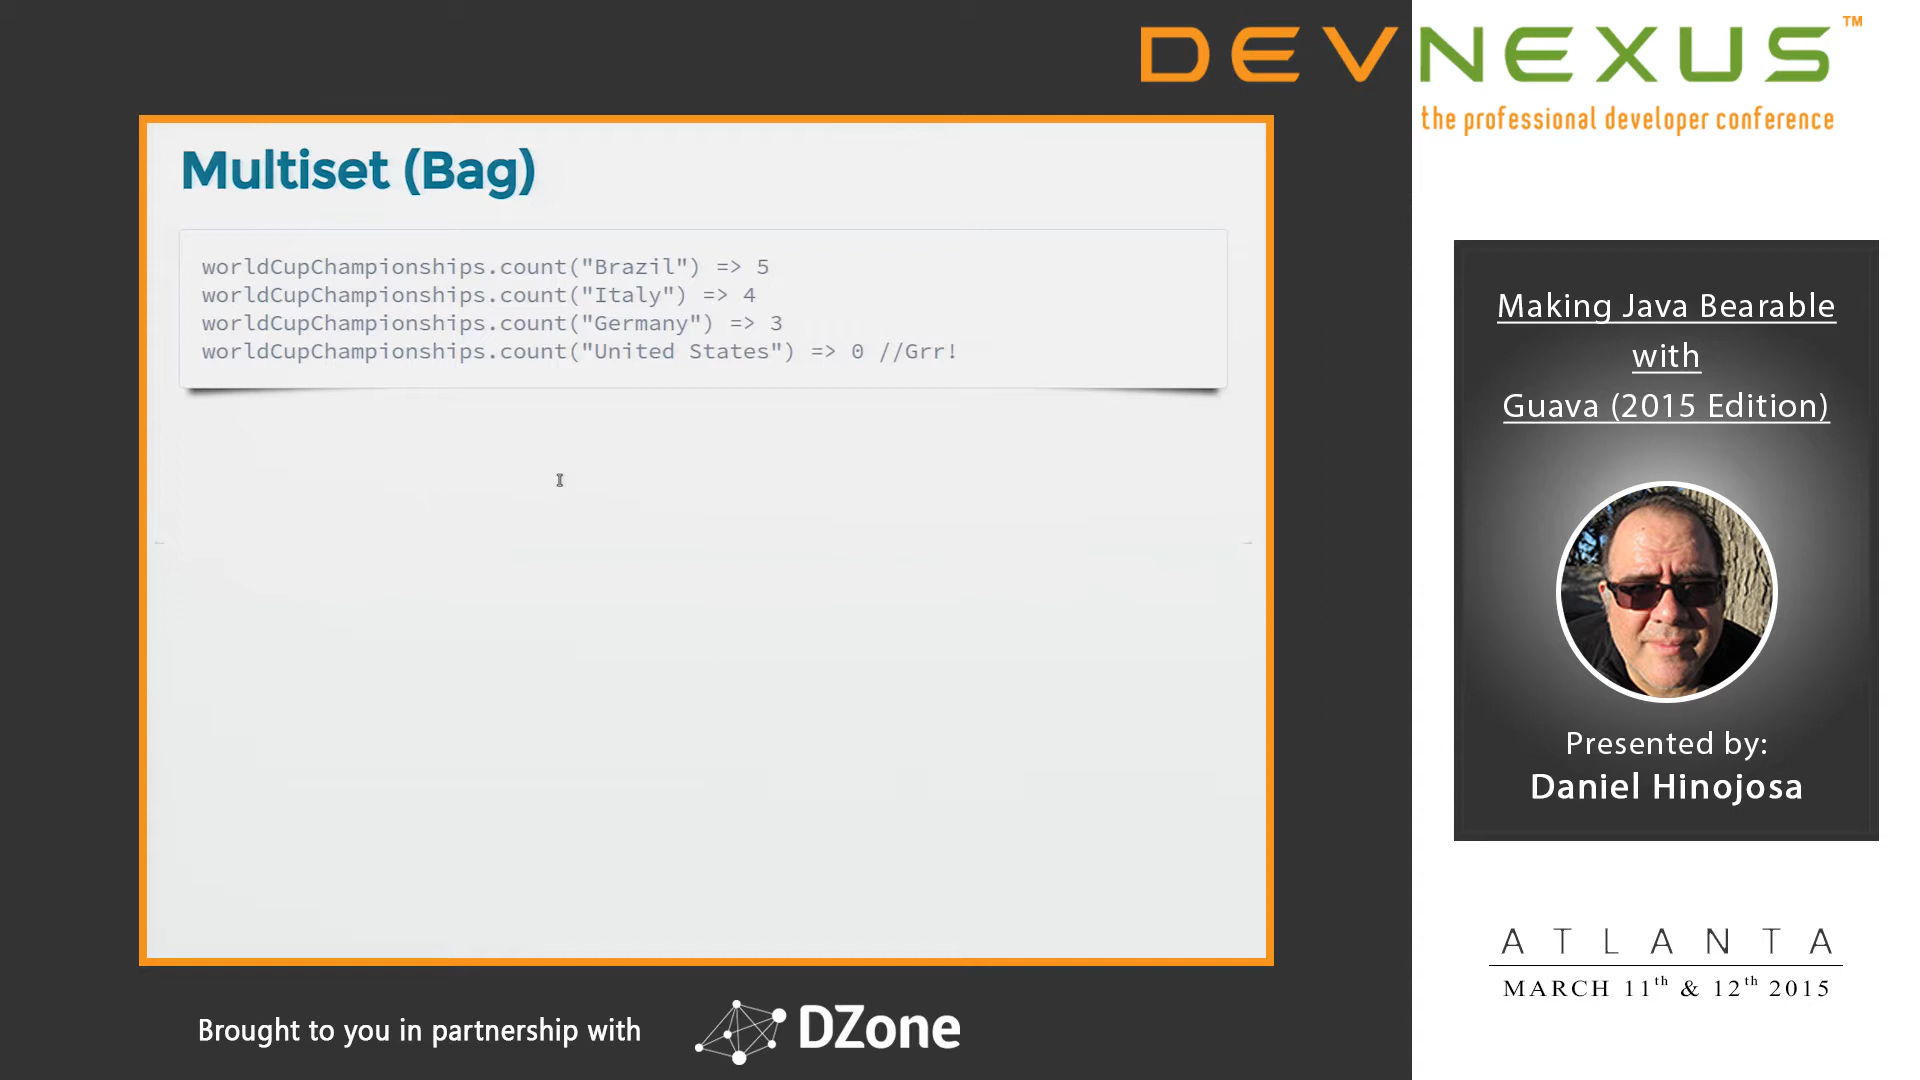 DEVNEXUS™
the professional developer conference
Multiset (Bag)
worldCupChampionships.count("Brazil") => 5
worldCupChampionships.count("Italy") => 4
worldCupChampionships.count("Germany") => 3
worldCupChampionships.count("United States") => 0 //Grr!
Making Java Bearable
with
Guava (2015 Edition)
Presented by:
Daniel Hinojosa
ATLANTA
MARCH 11th & 12th 2015
Brought to you in partnership with DZone